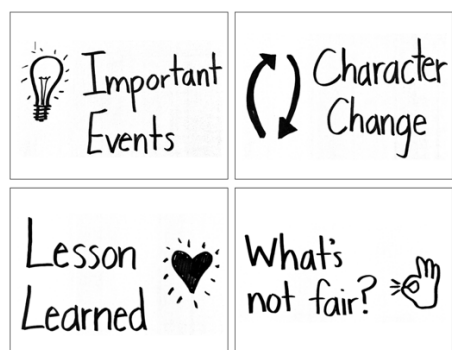 Important
Events
Character
Change
Lesson
Learned
What's
not fair?